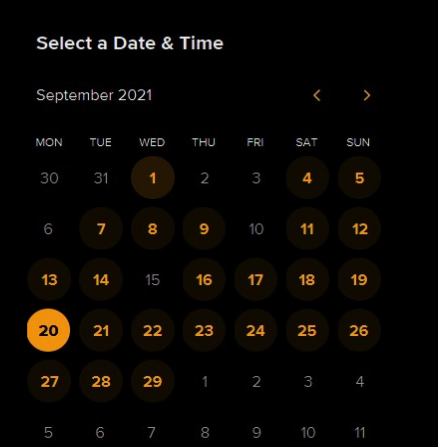 Select a Date & Time
September 2021
MON TUE WED THU FRI SAT SUN
30 31 1 2 3 4 5
6 7 8 9 10 11 12
13 14 15 16 17 18 19
20 21 22 23 24 25 26
27 28 29 1 2 3 4
5 6 7 8 9 10 11